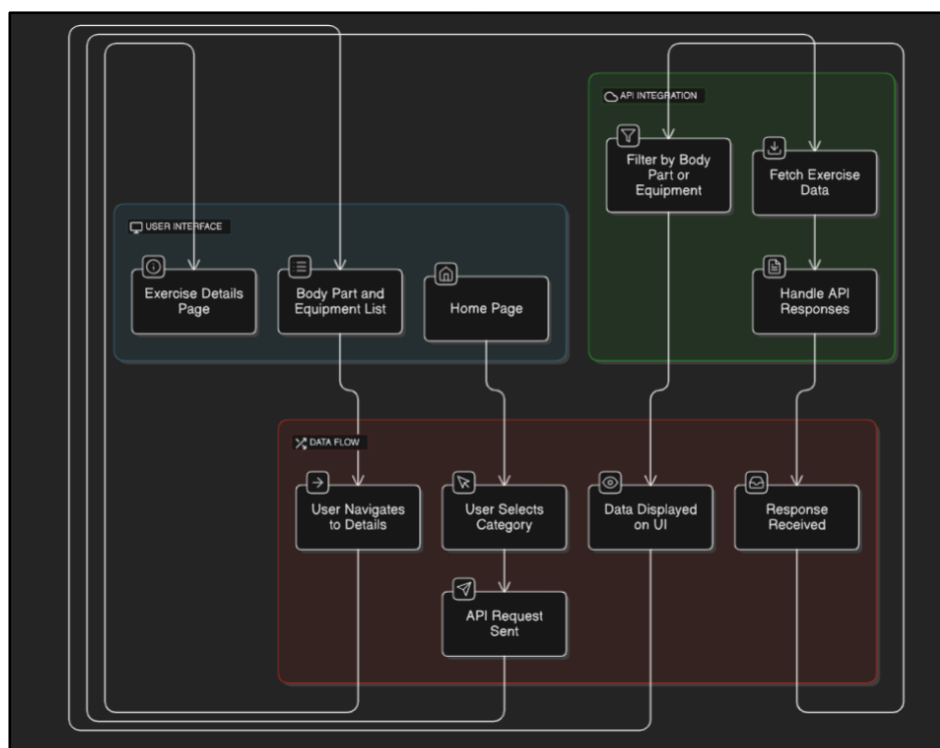 API INTEGRATION
Filter by Body
Part or
Equipment
Fetch Exercise
Data
USER INTERFACE
Exercise Details
Page
Body Part and
Equipment List
Home Page
Handle API
Responses
DATA FLOW
User Navigates
to Details
User Selects
Category
Data Displayed
on UI
Response
Received
API Request
Sent